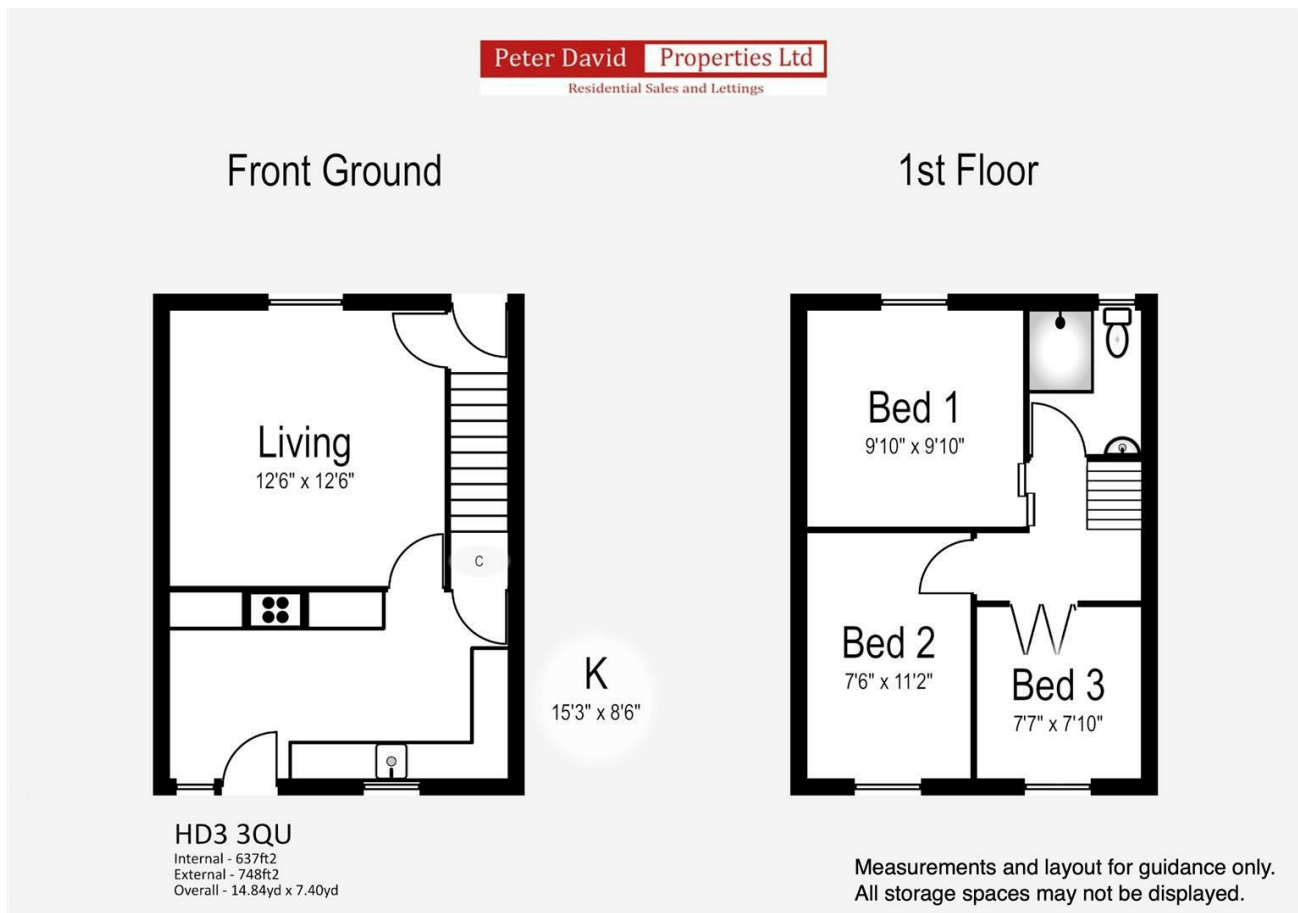 Peter David Properties Ltd
Residential Sales and Lettings
Front Ground
1st Floor
Living
12'6" x 12'6"
C
K
15'3" x 8'6"
Bed 1
9'10" x 9'10"
Bed 2
7'6" x 11'2"
Bed 3
7'7" x 7'10"
HD3 3QU
Internal - 637ft2
External - 748ft2
Overall - 14.84yd x 7.40yd
Measurements and layout for guidance only.
All storage spaces may not be displayed.